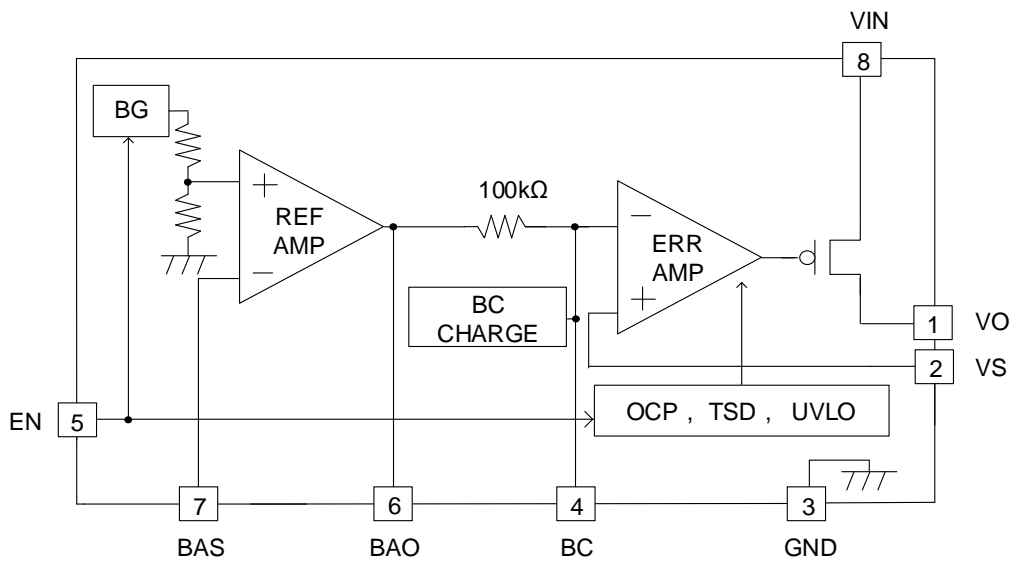 VIN
8
BG
+
REF
AMP
−
100kΩ
−
ERR
AMP
+
BC
CHARGE
1
VO
2
VS
OCP , TSD , UVLO
EN
5
7
6
4
3
BAS
BAO
BC
GND